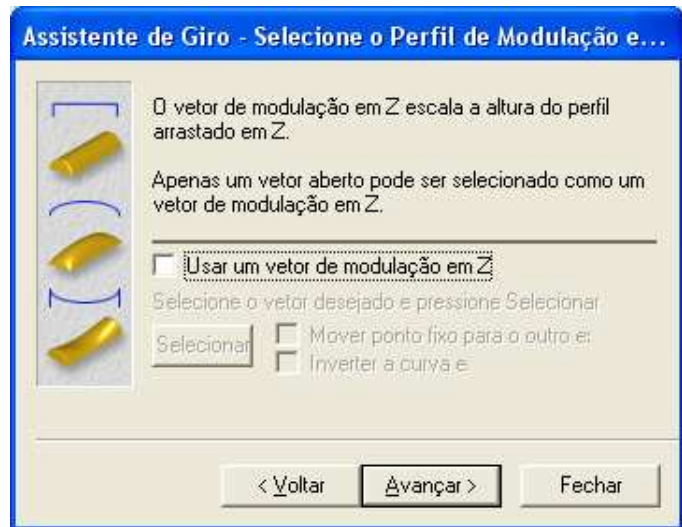 Assistente de Giro - Selecione o Perfil de Modulação e...
O vetor de modulação em Z escala a altura do perfil
arrastado em Z.
Apenas um vetor aberto pode ser selecionado como um
vetor de modulação em Z.
Usar um vetor de modulação em Z
Selecione o vetor desejado e pressione Selecionar
Selecionar
Mover ponto fixo para o outro e:
Inverter a curva e
< Voltar
Avançar >
Fechar